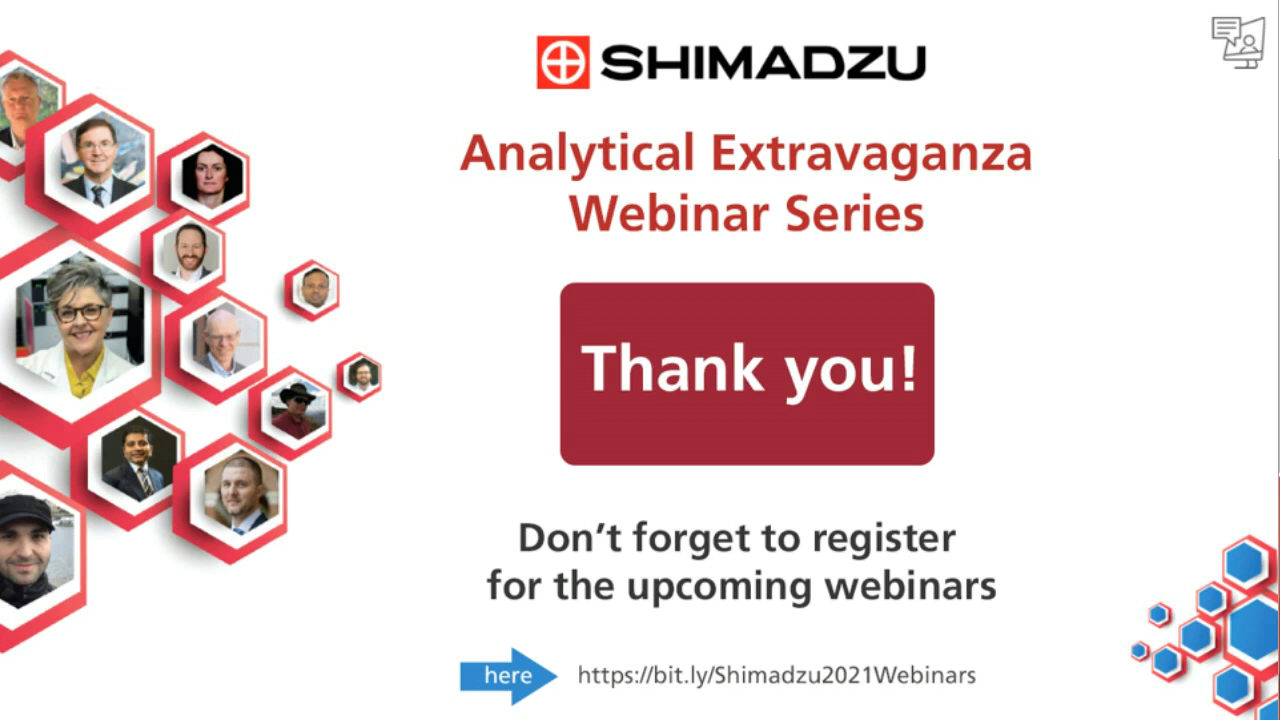 SHIMADZU
Analytical Extravaganza
Webinar Series
Thank you!
Don’t forget to register
for the upcoming webinars
here
https://bit.ly/Shimadzu2021Webinars